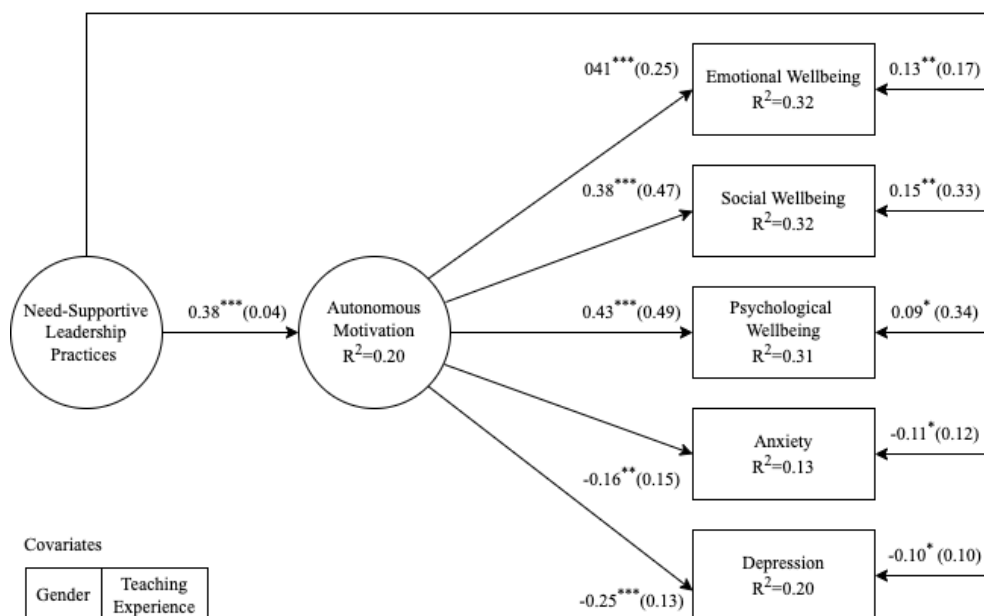 041***(0.25)
Emotional Wellbeing
R²=0.32
0.13**(0.17)
0.38***(0.47)
Social Wellbeing
R²=0.32
0.15**(0.33)
Need-Supportive
Leadership
Practices
0.38***(0.04)
Autonomous
Motivation
R²=0.20
0.43***(0.49)
Psychological
Wellbeing
R²=0.31
0.09*(0.34)
-0.16**(0.15)
Anxiety
R²=0.13
-0.11*(0.12)
-0.25***(0.13)
Depression
R²=0.20
-0.10*(0.10)
Covariates
Gender
Teaching
Experience